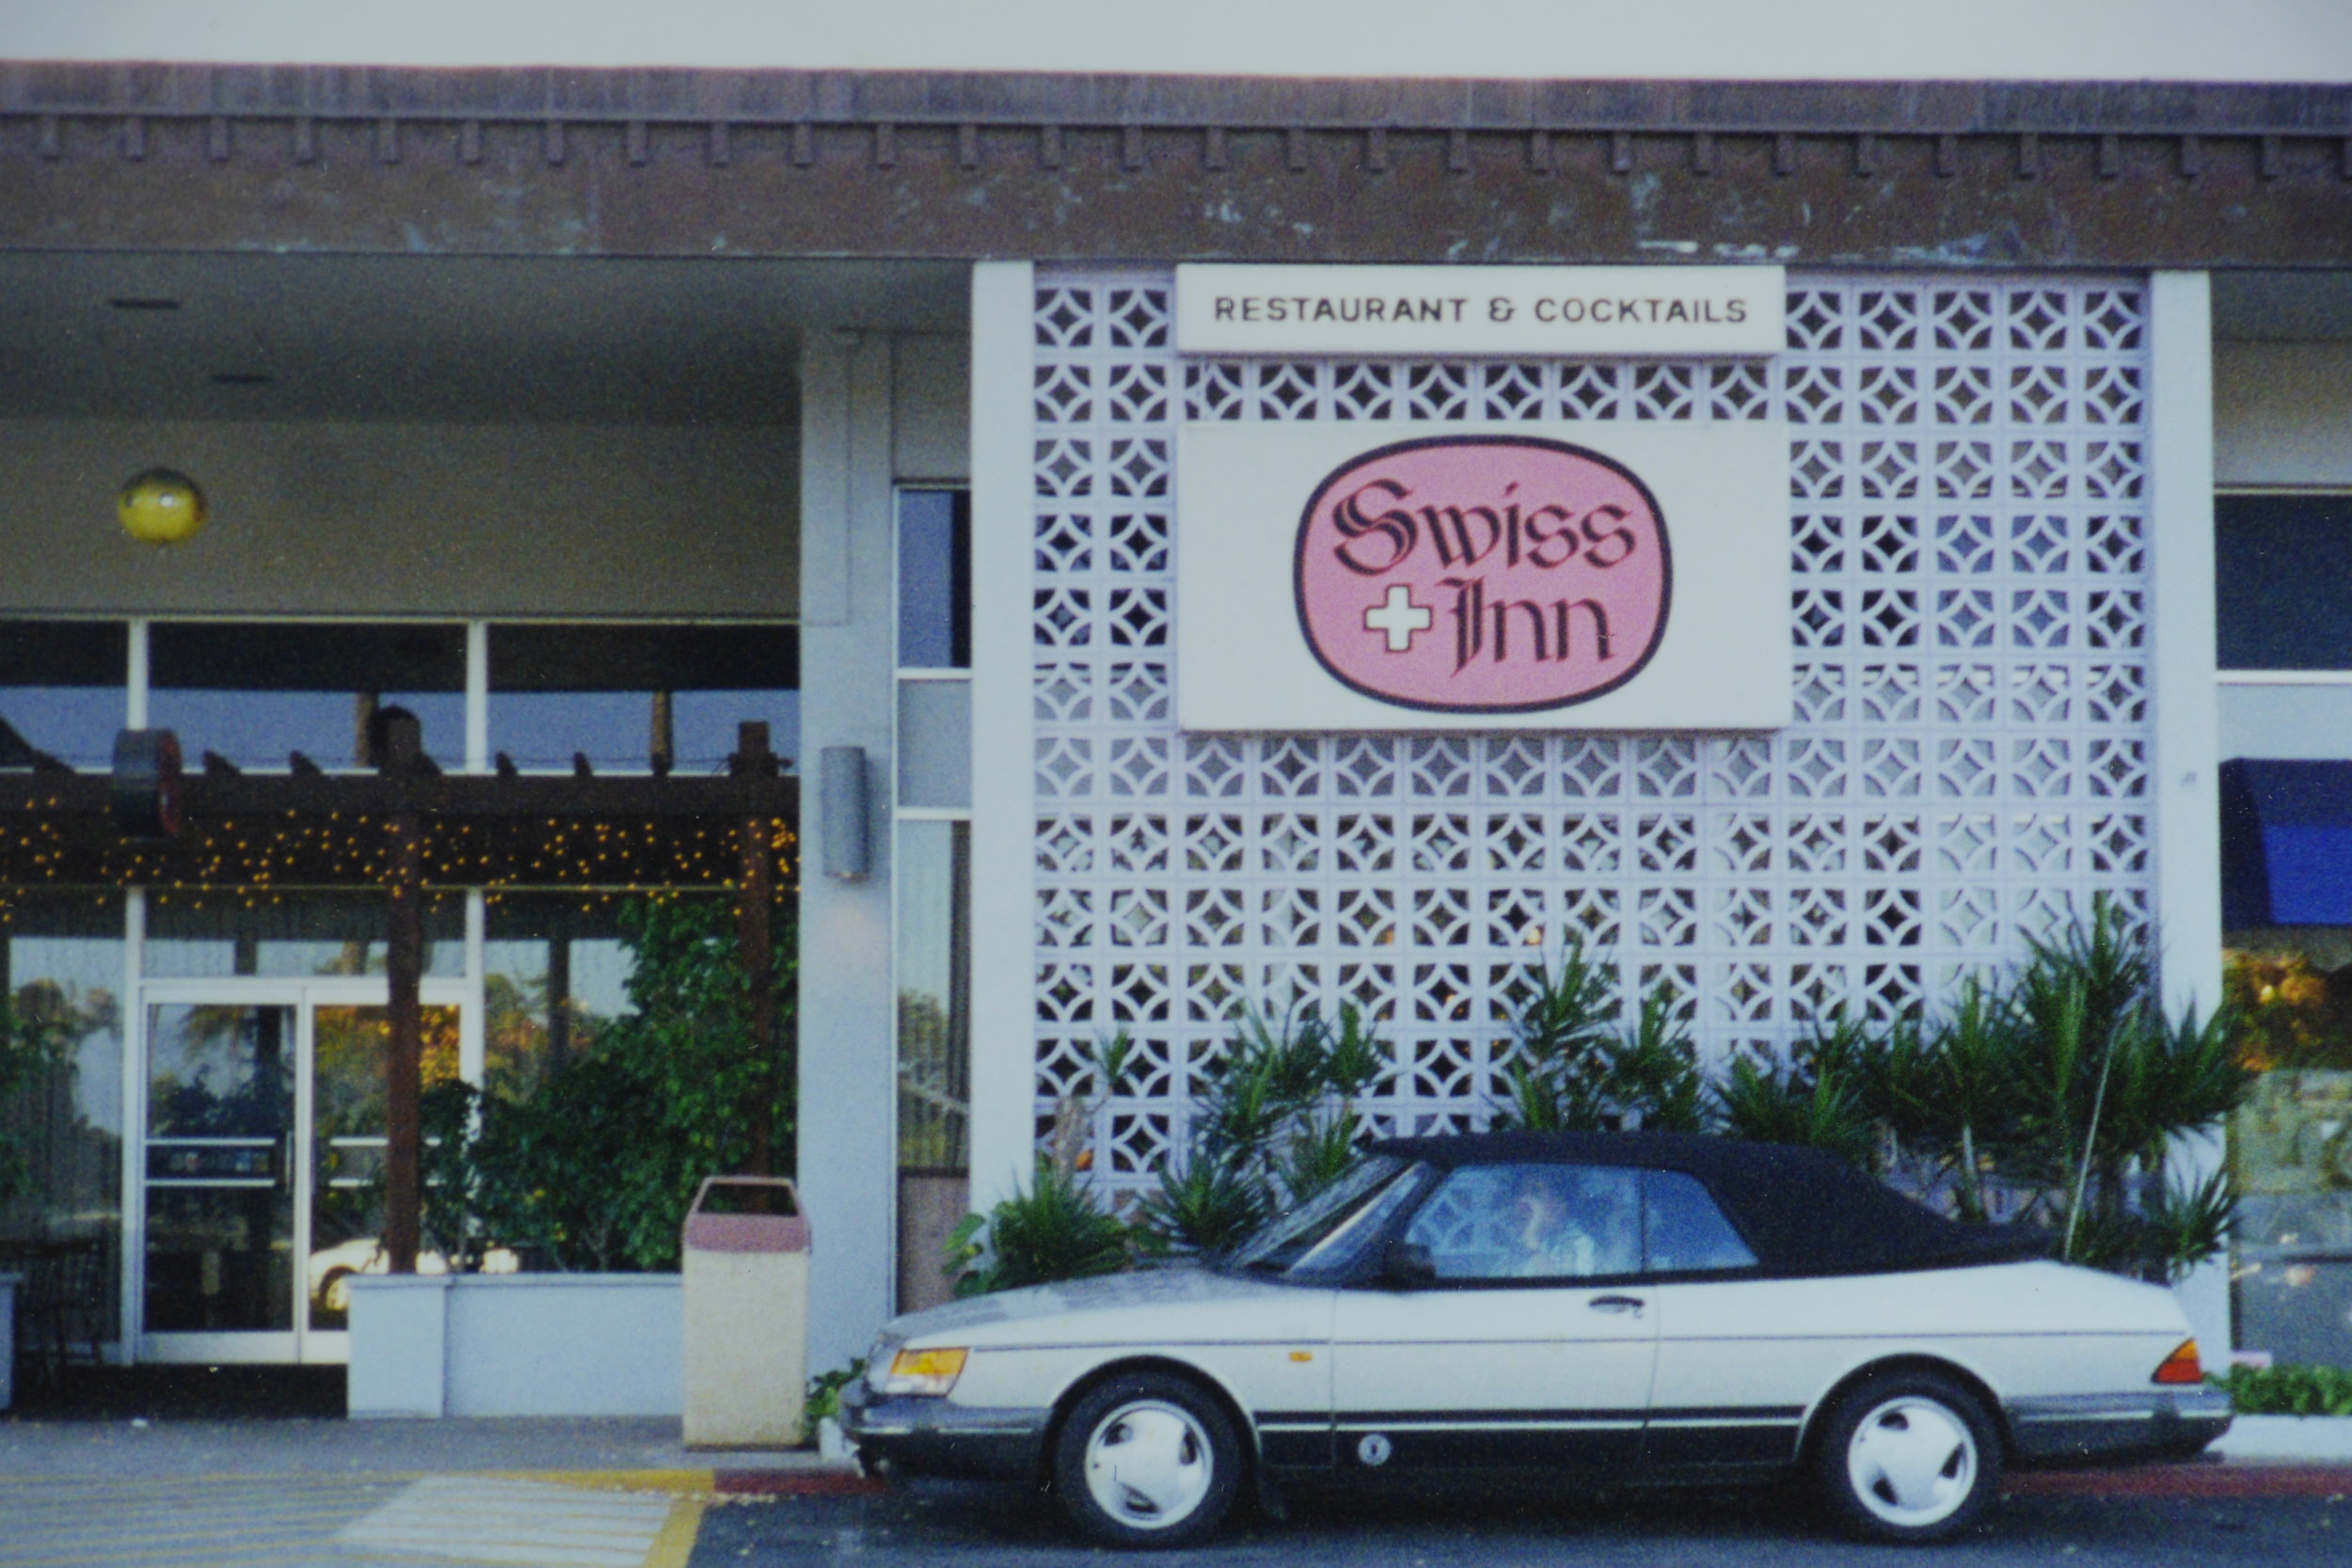 RESTAURANT & COCKTAILS
Swiss
Inn